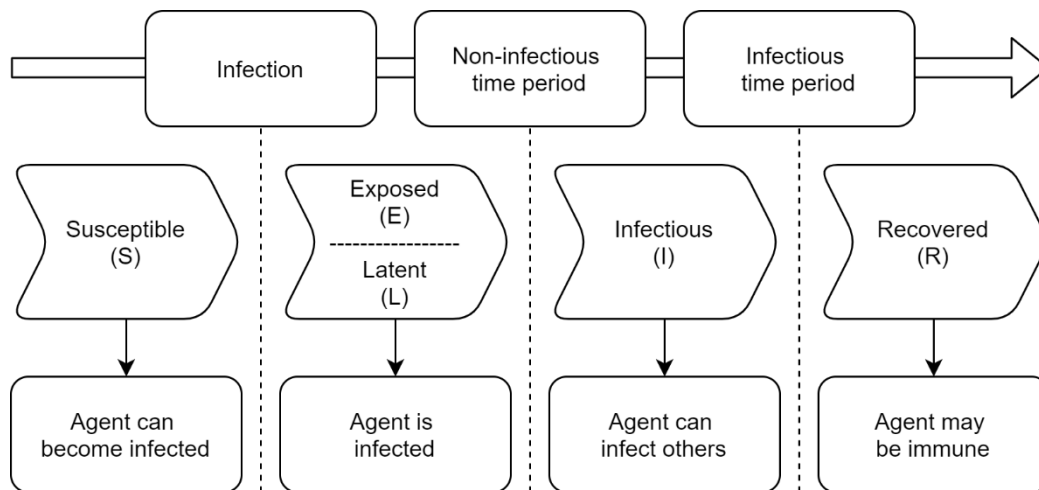 Infection
Non-infectious
time period
Infectious
time period
Susceptible
(S)
Exposed
(E)
Latent
(L)
Infectious
(I)
Recovered
(R)
Agent can
become infected
Agent is
infected
Agent can
infect others
Agent may
be immune